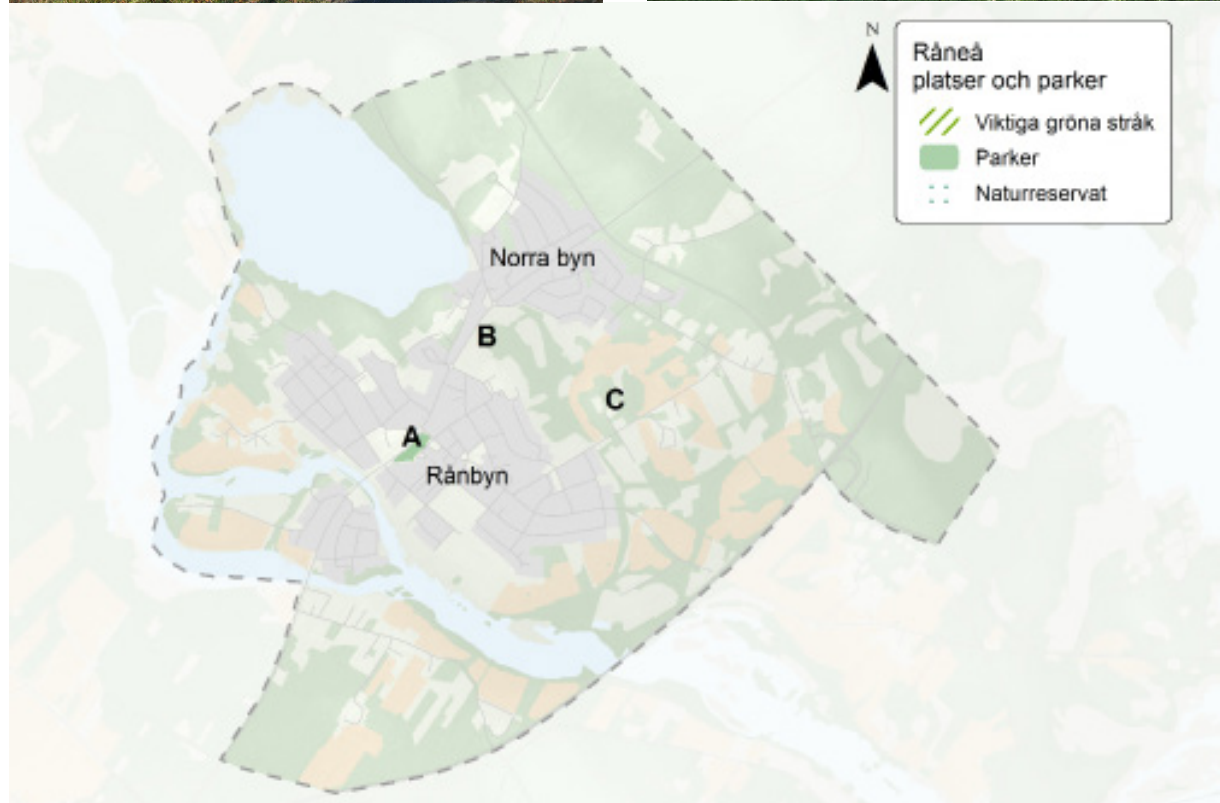 N
Råneå
platser och parker
Viktiga gröna stråk
Parker
Naturreservat
Norra byn
B
C
A
Rånbyn